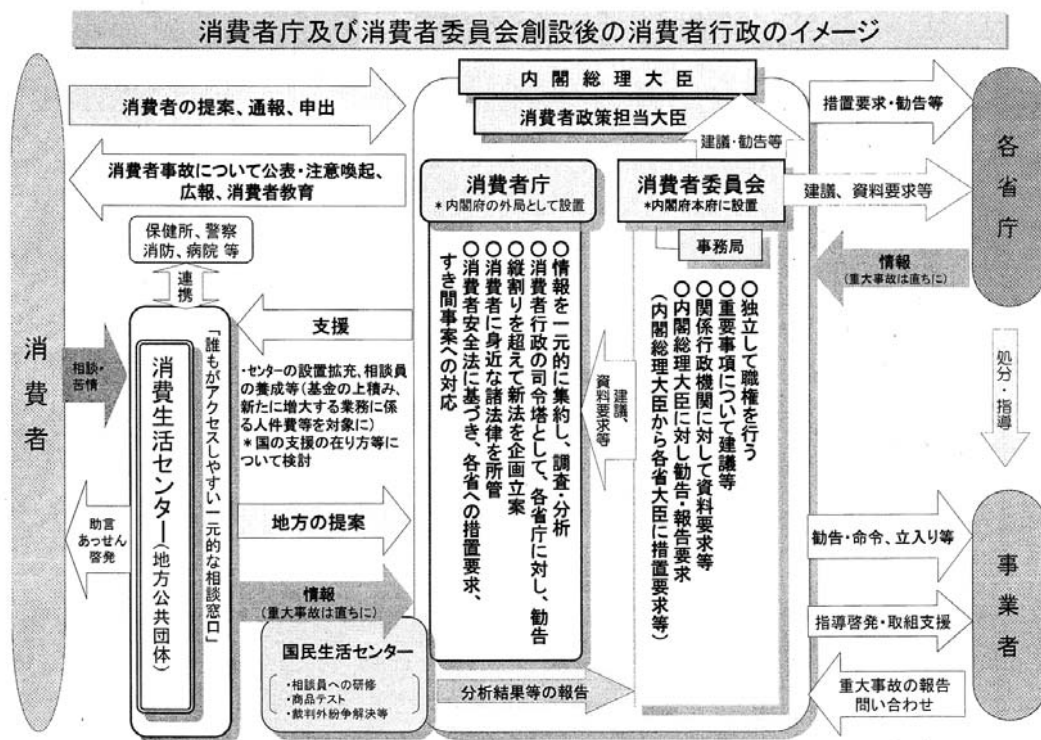 消費者庁及び消費者委員会創設後の消費者行政のイメージ
消費者
消費者の提案、通報、申出
消費者事故について公表・注意喚起、
広報、消費者教育
保健所、警察
消防、病院 等
連携
相談・
苦情
助言
あっせん
啓発
消費生活センター(地方公共団体)
「誰もがアクセスしやすい一元的な相談窓口」
支援
・センターの設置拡充、相談員
の養成等(基金の上積み、
新たに増大する業務に係
る人件費等を対象に)
*国の支援の在り方等に
ついて検討
地方の提案
情報
(重大事故は直ちに)
国民生活センター
・相談員への研修
・商品テスト
・裁判外紛争解決等
分析結果等の報告
内閣総理大臣
消費者政策担当大臣
建議・勧告等
消費者庁
*内閣府の外局として設置
○情報を一元的に集約し、調査・分析
○消費者行政の司令塔として、各省庁に対し、勧告
○縦割りを超えて新法を企画立案
○消費者に身近な諸法律を所管
○消費者安全法に基づき、各省への措置要求、
すき間事案への対応
建議、
資料要求等
消費者委員会
*内閣府本府に設置
事務局
○独立して職権を行う
○重要事項について建議等
○関係行政機関に対して資料要求等
○内閣総理大臣に対し勧告・報告要求
(内閣総理大臣から各省大臣に措置要求等)
措置要求・勧告等
建議、資料要求等
情報
(重大事故は直ちに)
各省庁
処分・指導
勧告・命令、立入り等
指導啓発・取組支援
重大事故の報告
問い合わせ
事業者